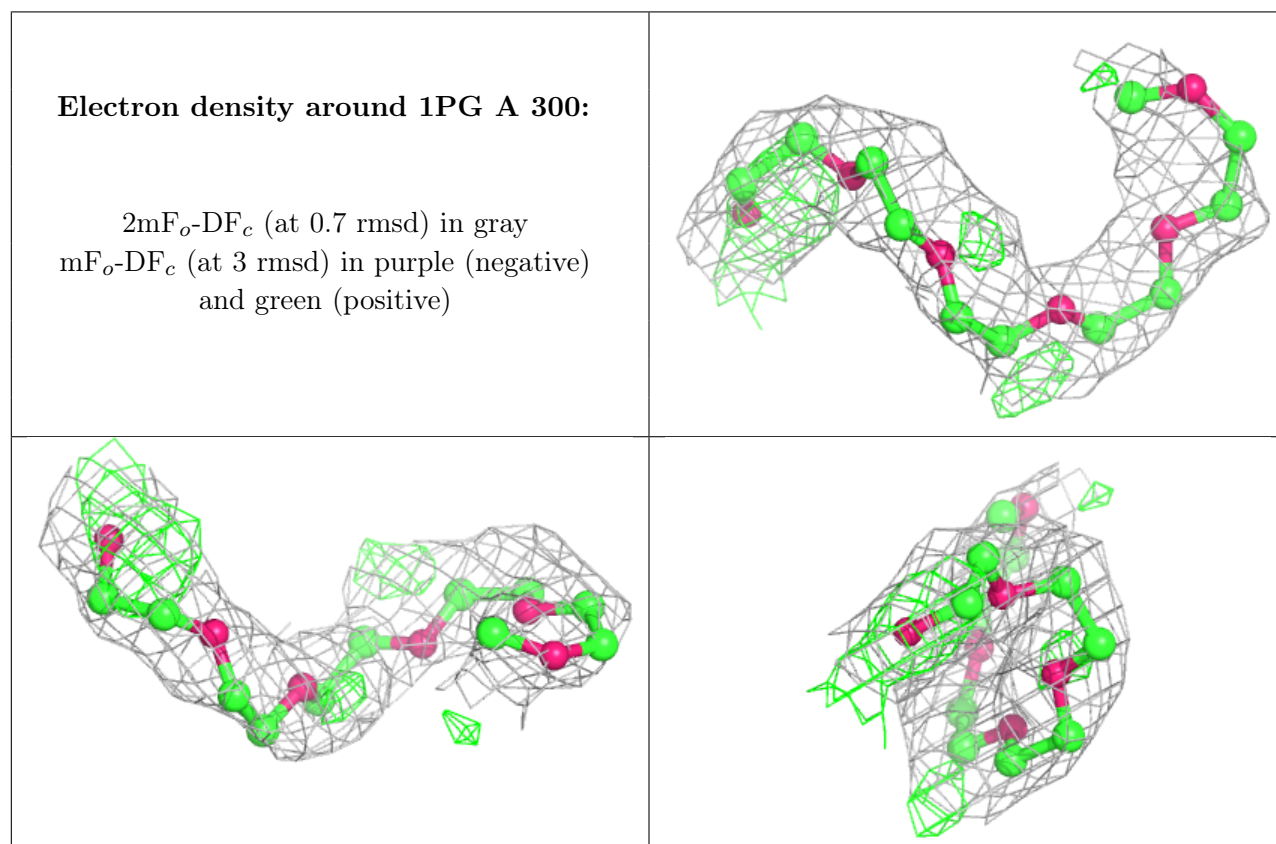 Electron density around 1PG A 300:
2mFo-DFc (at 0.7 rmsd) in gray
mFo-DFc (at 3 rmsd) in purple (negative)
and green (positive)